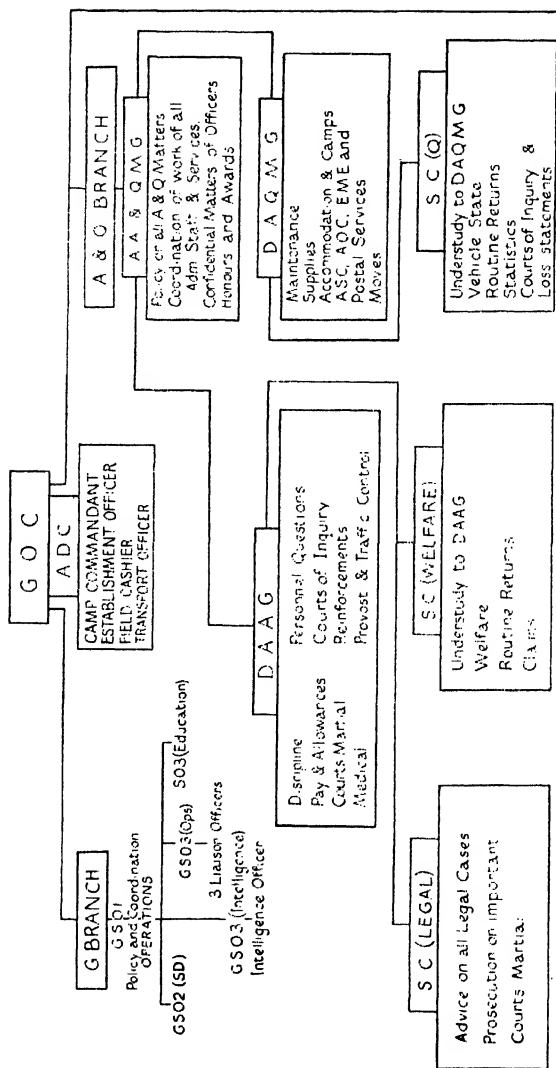 G O C
ADC
CAMP COMMANDANT
ESTABLISHMENT OFFICER
FIELD CASHIER
TRANSPORT OFFICER
G BRANCH
GSO1
Policy and Coordination
OPERATIONS
GSO2 (SD)
GSO3 (Ops)
SO3 (Education)
3 Liaison Officers
GSO3 (Intelligence)
Intelligence Officer
A & Q BRANCH
A A & Q M G
Policy on all A & Q Matters
Coordination of work of all
Adm Staff & Services.
Confidential Matters of Officers
Honours and Awards
D A A G
Discipline
Pay & Allowances
Courts Martial
Medical
Personnel Questions
Courts of Inquiry
Reinforcements
Provost & Traffic Control
D A Q M G
Maintenance
Supplies
Accommodation & Camps
ASC, AOC, EME and
Postal Services
Moves
S C (LEGAL)
Advice on all Legal Cases
Prosecution on important
Courts Martial
S C (WELFARE)
Understudy to DAAG
Welfare
Routine Returns
Claims
S C (Q)
Understudy to DAQMG
Vehicle State
Routine Returns
Statistics
Courts of Inquiry &
Loss statements